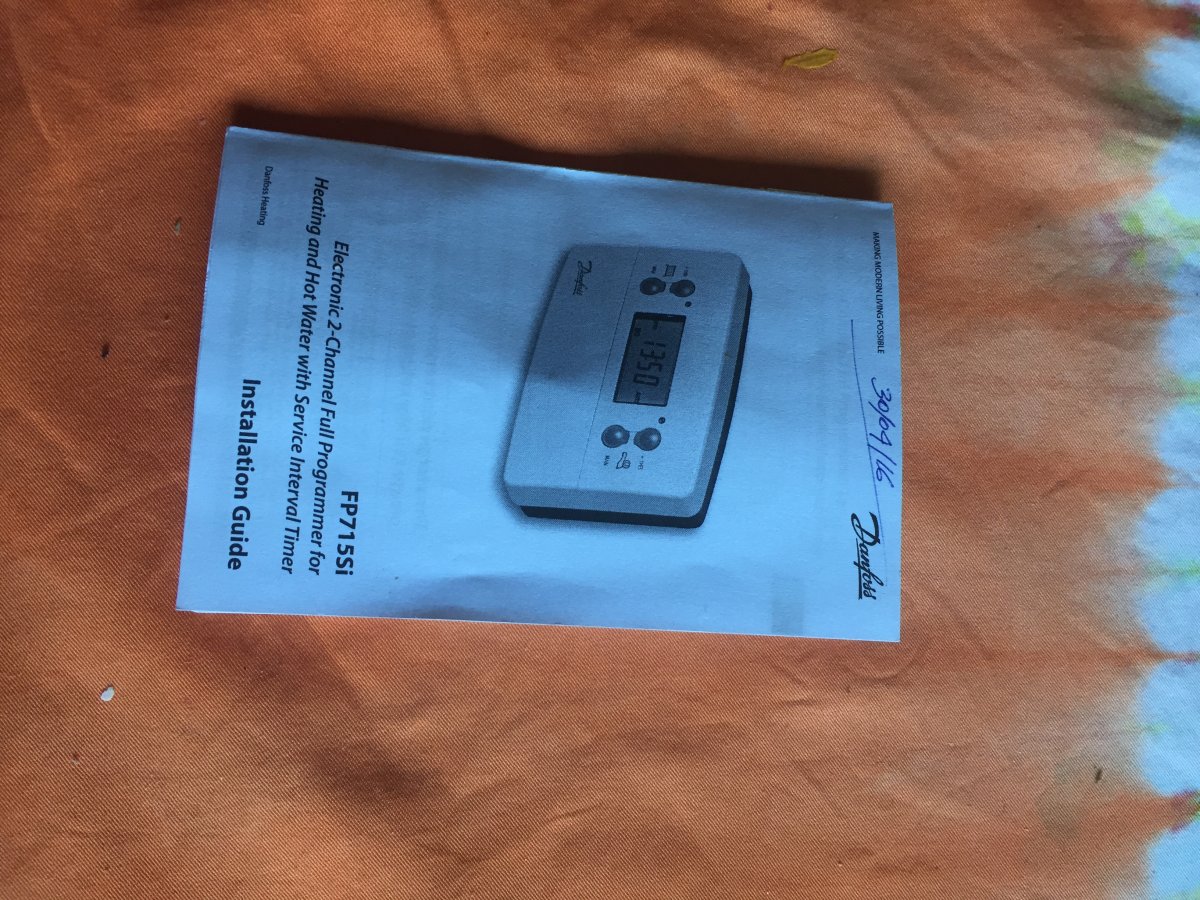 MAKING MODERN LIVING POSSIBLE
30/09/16
Danfoss
13:50
Danfoss
FP715Si
Electronic 2-Channel Full Programmer for
Heating and Hot Water with Service Interval Timer
Installation Guide
Danfoss Heating